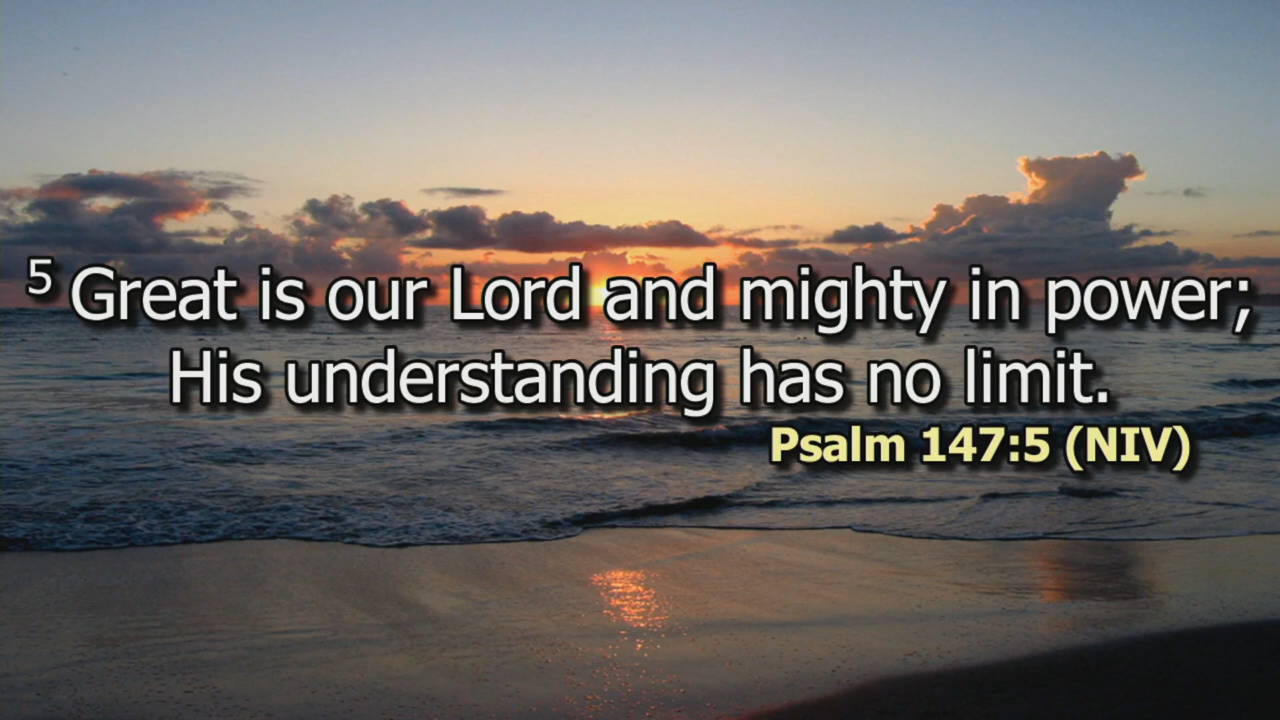 5 Great is our Lord and mighty in power;
His understanding has no limit.
Psalm 147:5 (NIV)